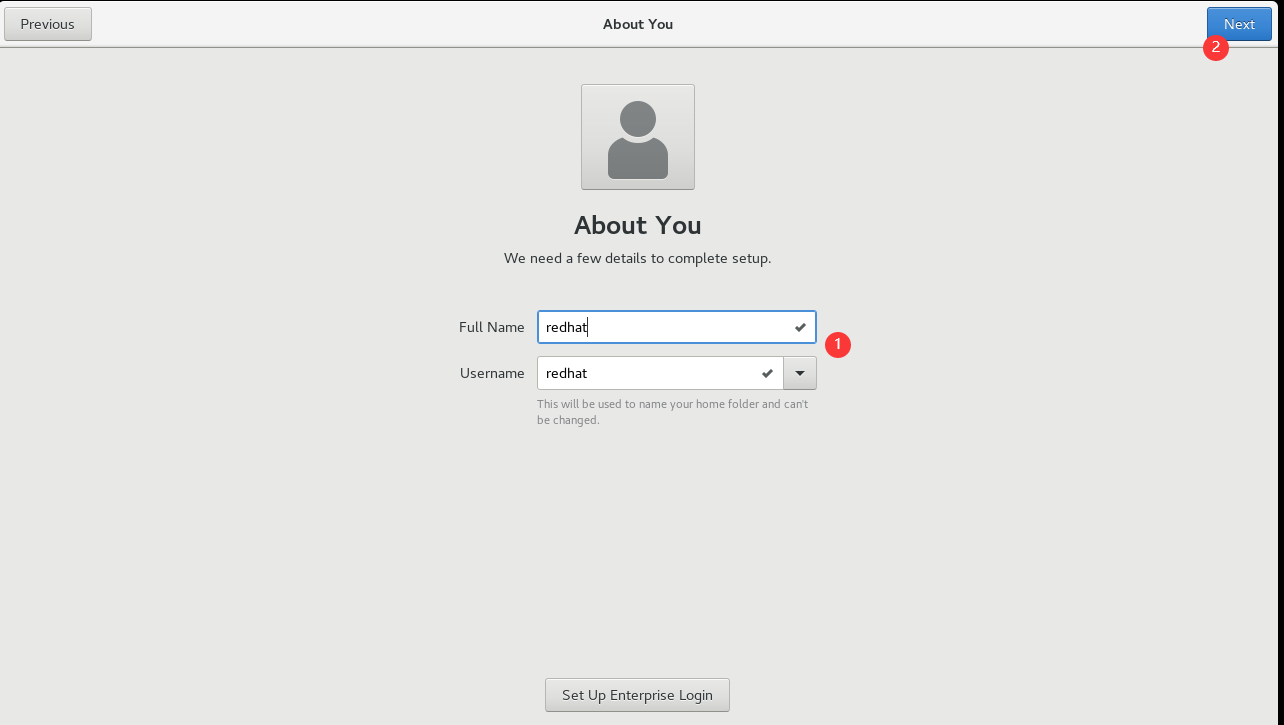 Previous
About You
Next
2
About You
We need a few details to complete setup.
Full Name
redhat
1
Username
redhat
This will be used to name your home folder and can't
be changed.
Set Up Enterprise Login